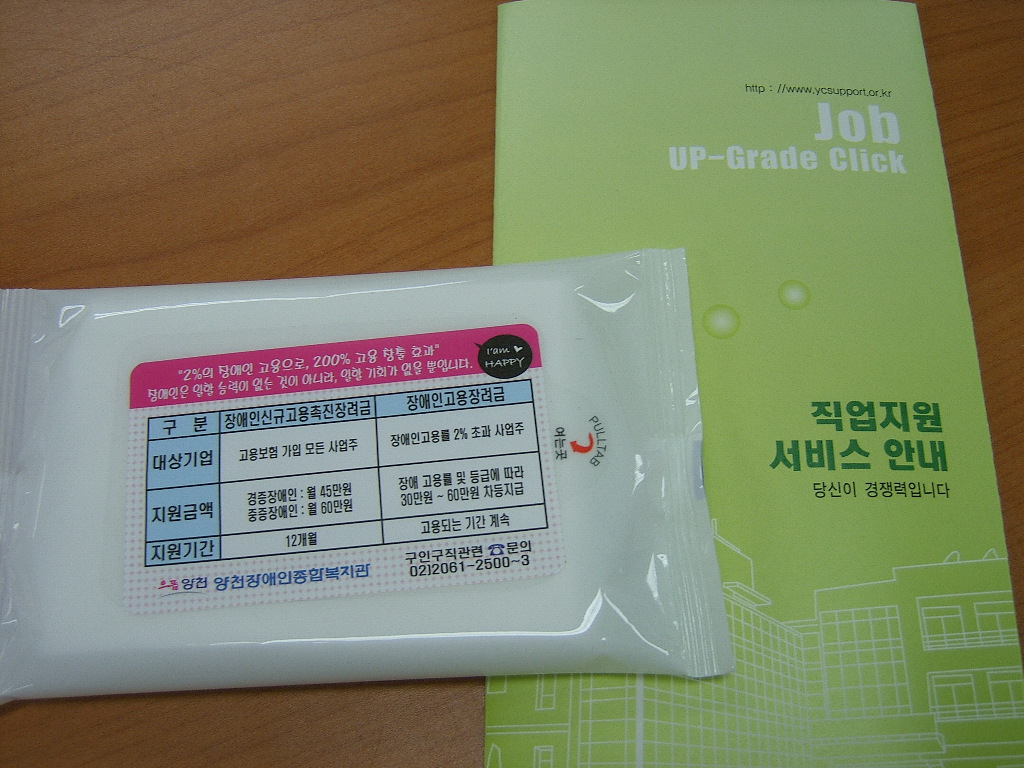 http : //www.ycsupport.or.kr
Job
UP-Grade Click
직업지원
서비스 안내
당신이 경쟁력입니다
"2%의 장애인 고용으로, 200% 고용 창출 효과"
장애인은 일할 능력이 없는 것이 아니라, 일할 기회가 없을 뿐입니다.
I'am
HAPPY
구 분 장애인신규고용촉진장려금 장애인고용장려금
대상기업 고용보험 가입 모든 사업주 장애인고용률 2% 초과 사업주
지원금액 경증장애인 : 월 45만원
중증장애인 : 월 60만원
장애 고용률 및 등급에 따라
30만원 ~ 60만원 차등지급
지원기간 12개월 고용되는 기간 계속
으뜸 양천 양천장애인종합복지관
구인구직관련 ☎문의
02)2061-2500~3
PULLTAB
여는곳